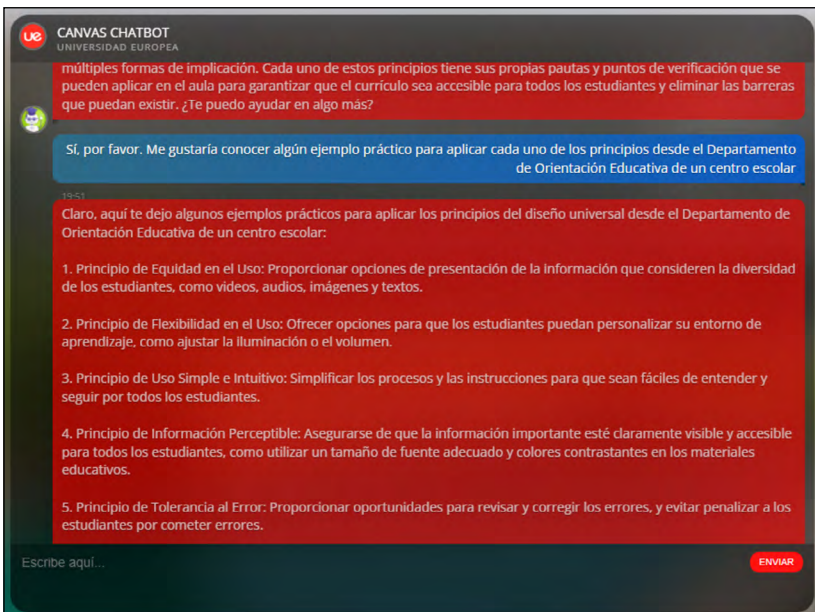 ue
CANVAS CHATBOT
UNIVERSIDAD EUROPEA
múltiples formas de implicación. Cada uno de estos principios tiene sus propias pautas y puntos de verificación que se
pueden aplicar en el aula para garantizar que el currículo sea accesible para todos los estudiantes y eliminar las barreras
que puedan existir. ¿Te puedo ayudar en algo más?
Sí, por favor. Me gustaría conocer algún ejemplo práctico para aplicar cada uno de los principios desde el Departamento
de Orientación Educativa de un centro escolar
19:51
Claro, aquí te dejo algunos ejemplos prácticos para aplicar los principios del diseño universal desde el Departamento de
Orientación Educativa de un centro escolar:
1. Principio de Equidad en el Uso: Proporcionar opciones de presentación de la información que consideren la diversidad
de los estudiantes, como videos, audios, imágenes y textos.
2. Principio de Flexibilidad en el Uso: Ofrecer opciones para que los estudiantes puedan personalizar su entorno de
aprendizaje, como ajustar la iluminación o el volumen.
3. Principio de Uso Simple e Intuitivo: Simplificar los procesos y las instrucciones para que sean fáciles de entender y
seguir por todos los estudiantes.
4. Principio de Información Perceptible: Asegurarse de que la información importante esté claramente visible y accesible
para todos los estudiantes, como utilizar un tamaño de fuente adecuado y colores contrastantes en los materiales
educativos.
5. Principio de Tolerancia al Error: Proporcionar oportunidades para revisar y corregir los errores, y evitar penalizar a los
estudiantes por cometer errores.
Escribe aquí...
ENVIAR